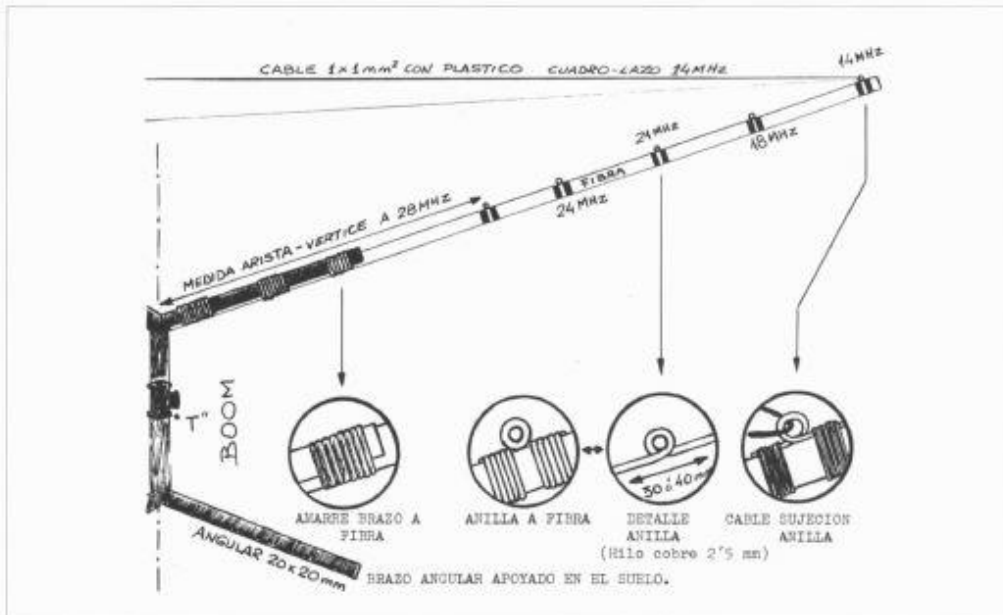 CABLE 1x1mm² CON PLASTICO CUADRO-LAZO 14MHZ
14MHZ
24MHZ
18MHZ
FIBRA
24MHZ
MEDIDA ARISTA-VERTICE A 28MHZ
"T"
BOOM
30 á 40 mm
AMARRE BRAZO A
FIBRA
ANILLA A FIBRA
DETALLE
ANILLA
(Hilo cobre 2'5 mm)
CABLE SUJECION
ANILLA
ANGULAR 20x20mm
BRAZO ANGULAR APOYADO EN EL SUELO.